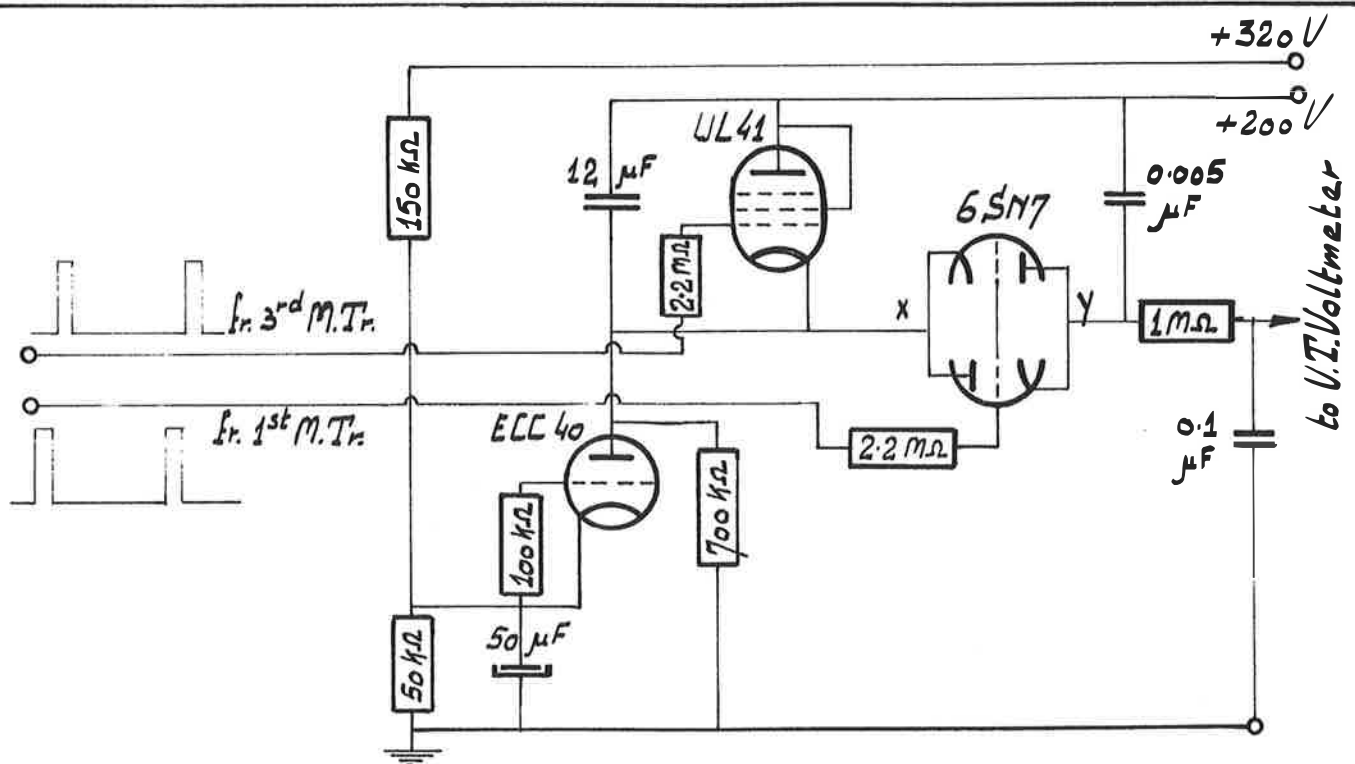 +320V
+200V
UL41
150 KΩ
12 μF
0.005
μF
6SN7
2.2 MΩ
to V.T. Voltmeter
fr. 3rd M.Tr.
X
Y
1 MΩ
fr. 1st M.Tr.
ECC 40
2.2 MΩ
0.1
μF
100 KΩ
700 KΩ
50 μF
50 KΩ